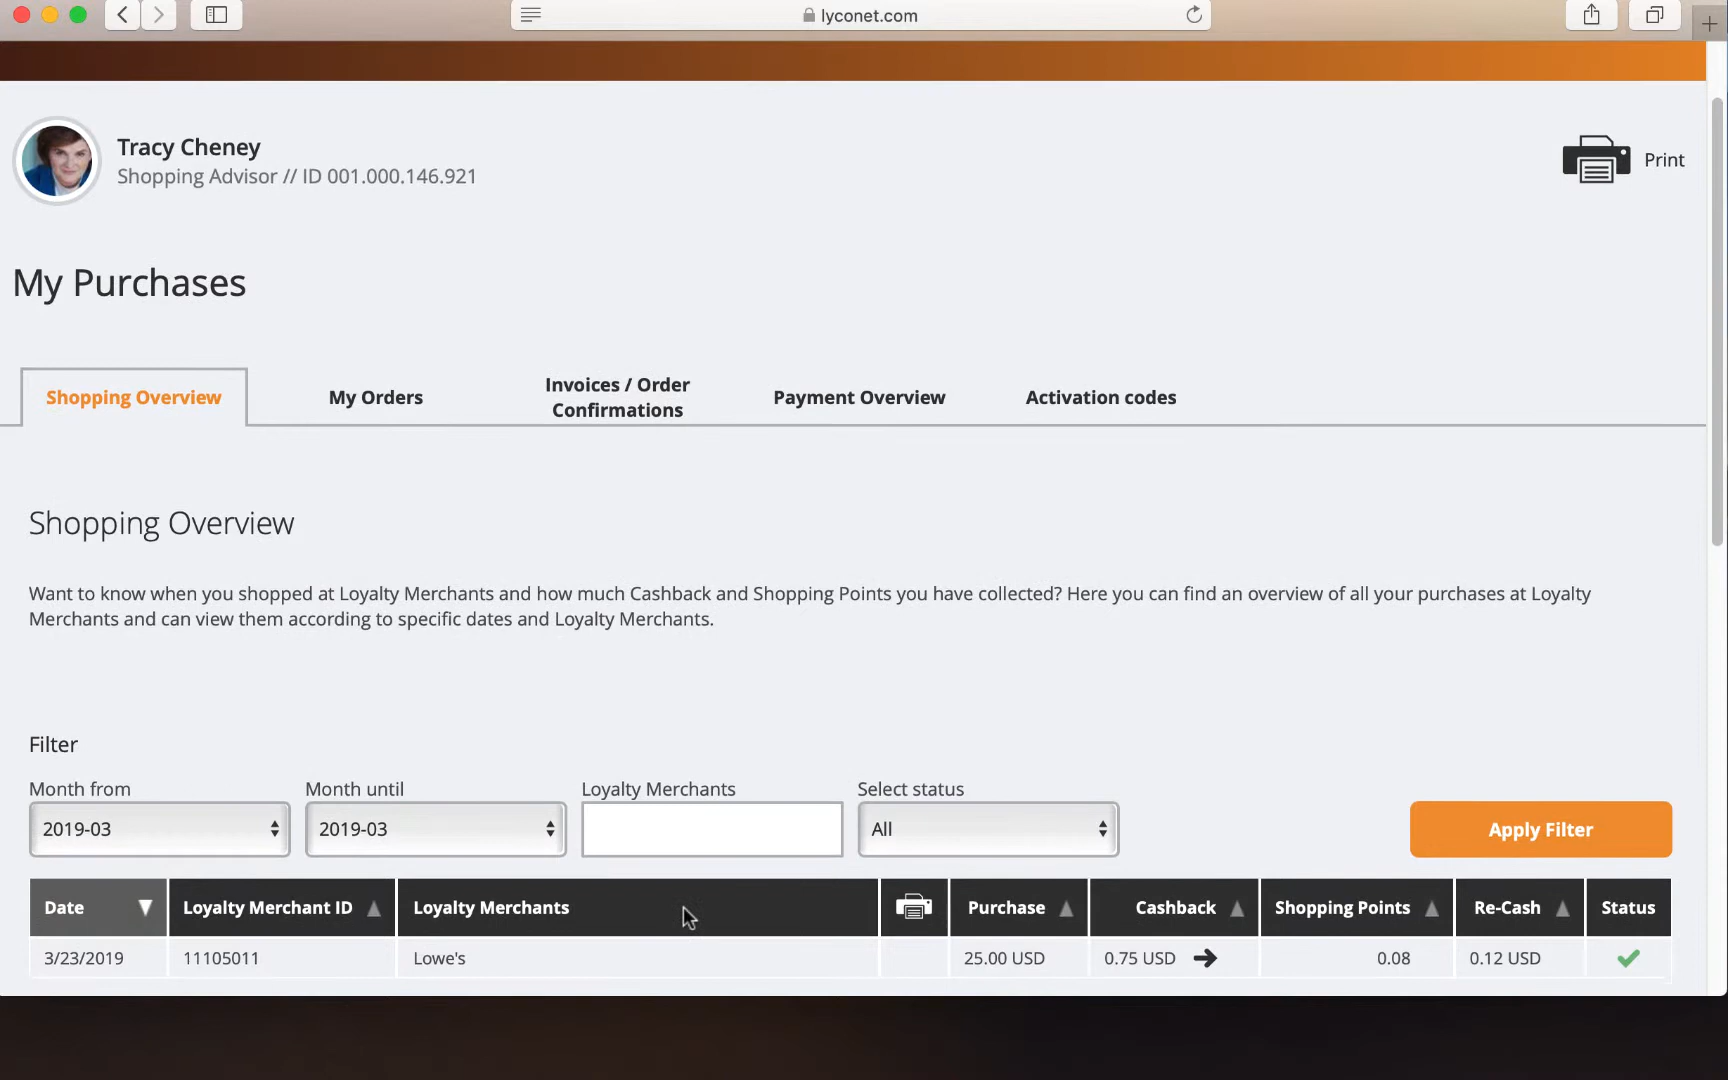 lyconet.com
Tracy Cheney
Shopping Advisor // ID 001.000.146.921
Print
My Purchases
Shopping Overview
My Orders
Invoices / Order
Confirmations
Payment Overview
Activation codes
Shopping Overview
Want to know when you shopped at Loyalty Merchants and how much Cashback and Shopping Points you have collected? Here you can find an overview of all your purchases at Loyalty
Merchants and can view them according to specific dates and Loyalty Merchants.
Filter
Month from Month until Loyalty Merchants Select status
2019-03 2019-03 All Apply Filter
Date Loyalty Merchant ID Loyalty Merchants Purchase Cashback Shopping Points Re-Cash Status
3/23/2019 11105011 Lowe's 25.00 USD 0.75 USD 0.08 0.12 USD